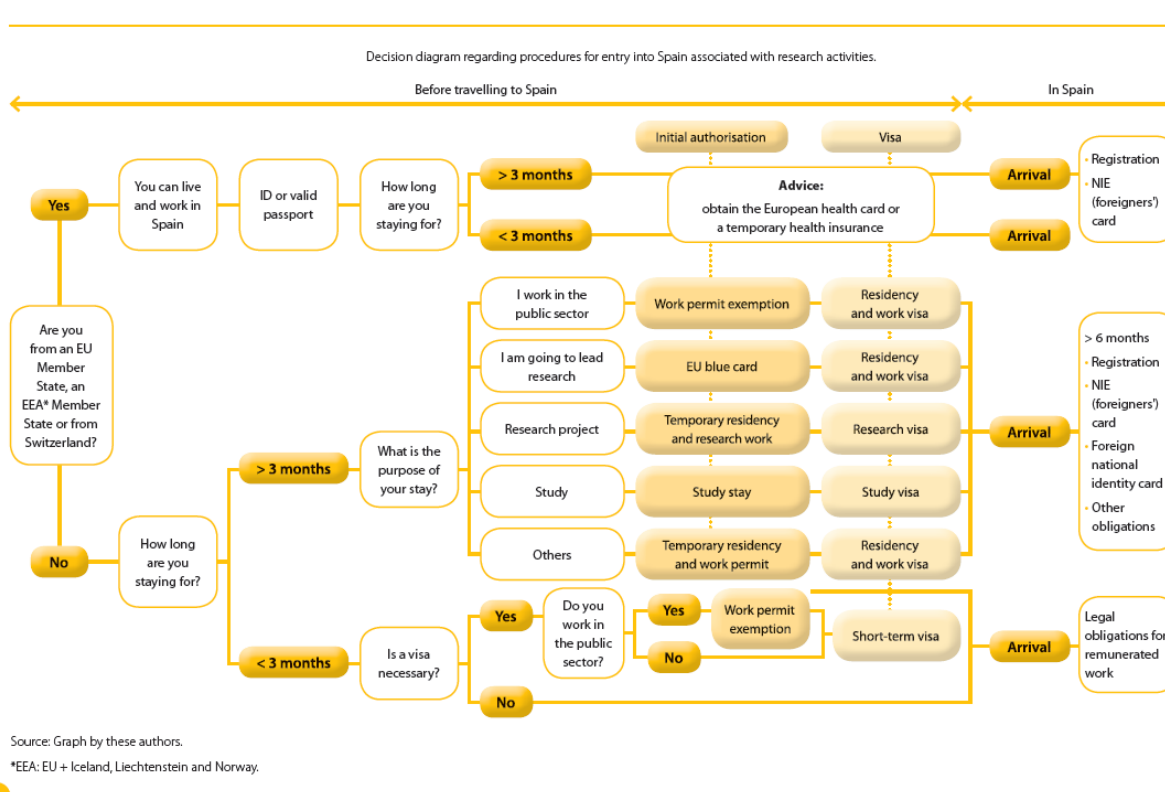 Decision diagram regarding procedures for entry into Spain associated with research activities.
Before travelling to Spain
In Spain
Initial authorisation
Visa
Yes
You can live
and work in
Spain
ID or valid
passport
How long
are you
staying for?
> 3 months
< 3 months
Advice:
obtain the European health card or
a temporary health insurance
Arrival
Arrival
• Registration
• NIE
(foreigners')
card
Are you
from an EU
Member
State, an
EEA* Member
State or from
Switzerland?
No
How long
are you
staying for?
> 3 months
What is the
purpose of
your stay?
I work in the
public sector
Work permit exemption
Residency
and work visa
I am going to lead
research
EU blue card
Residency
and work visa
Research project
Temporary residency
and research work
Research visa
Study
Study stay
Study visa
Others
Temporary residency
and work permit
Residency
and work visa
Arrival
> 6 months
• Registration
• NIE
(foreigners')
card
• Foreign
national
identity card
• Other
obligations
< 3 months
Is a visa
necessary?
Yes
Do you
work in
the public
sector?
Yes
Work permit
exemption
No
Short-term visa
No
Arrival
Legal
obligations for
remunerated
work
Source: Graph by these authors.
*EEA: EU + Iceland, Liechtenstein and Norway.